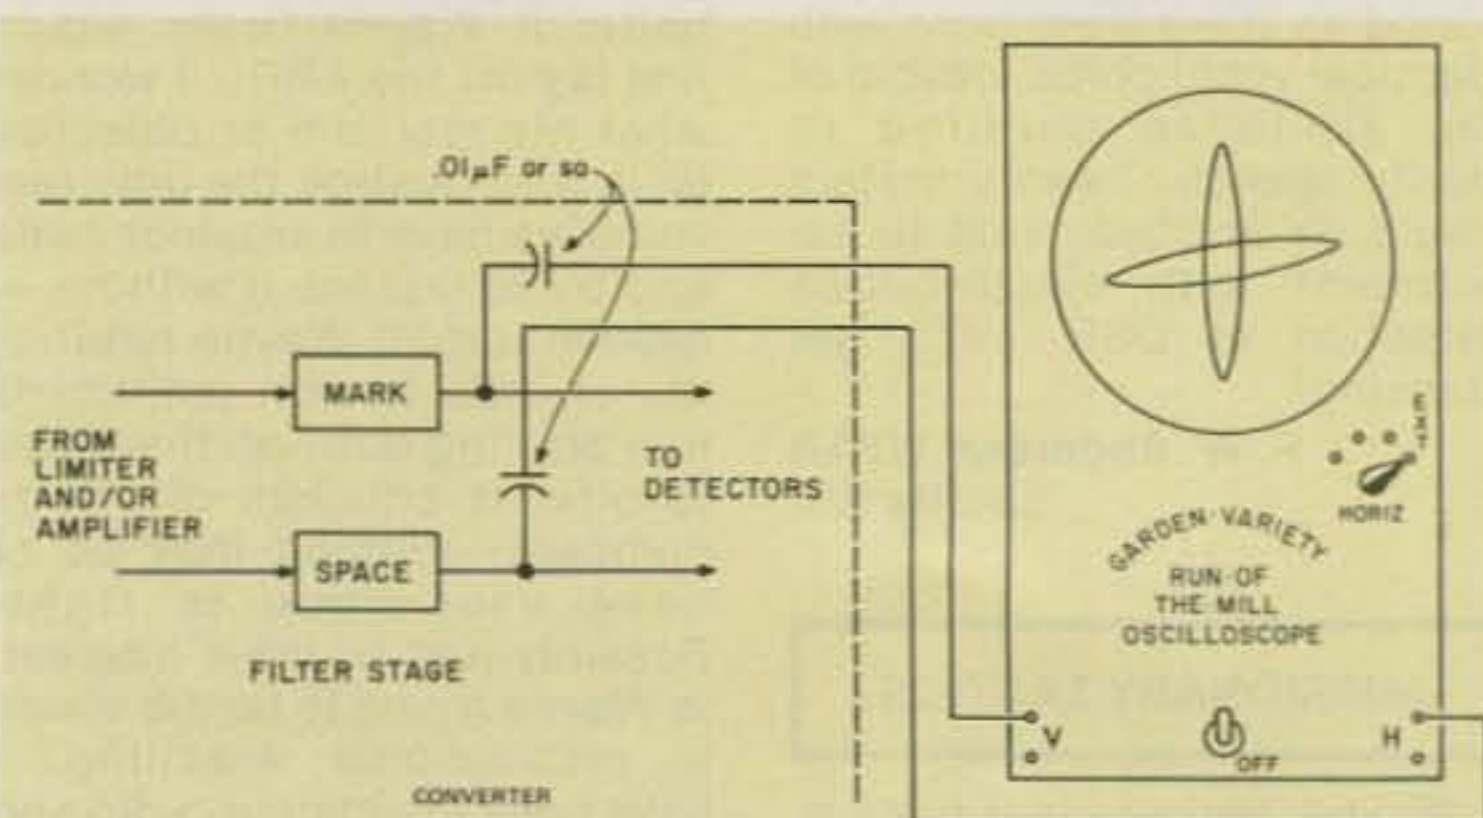 .01µF or so
MARK
FROM
LIMITER
AND/OR
AMPLIFIER
TO
DETECTORS
SPACE
FILTER STAGE
CONVERTER
EXT
HORIZ
GARDEN-VARIETY
RUN-OF
THE-MILL
OSCILLOSCOPE
V
OFF
H